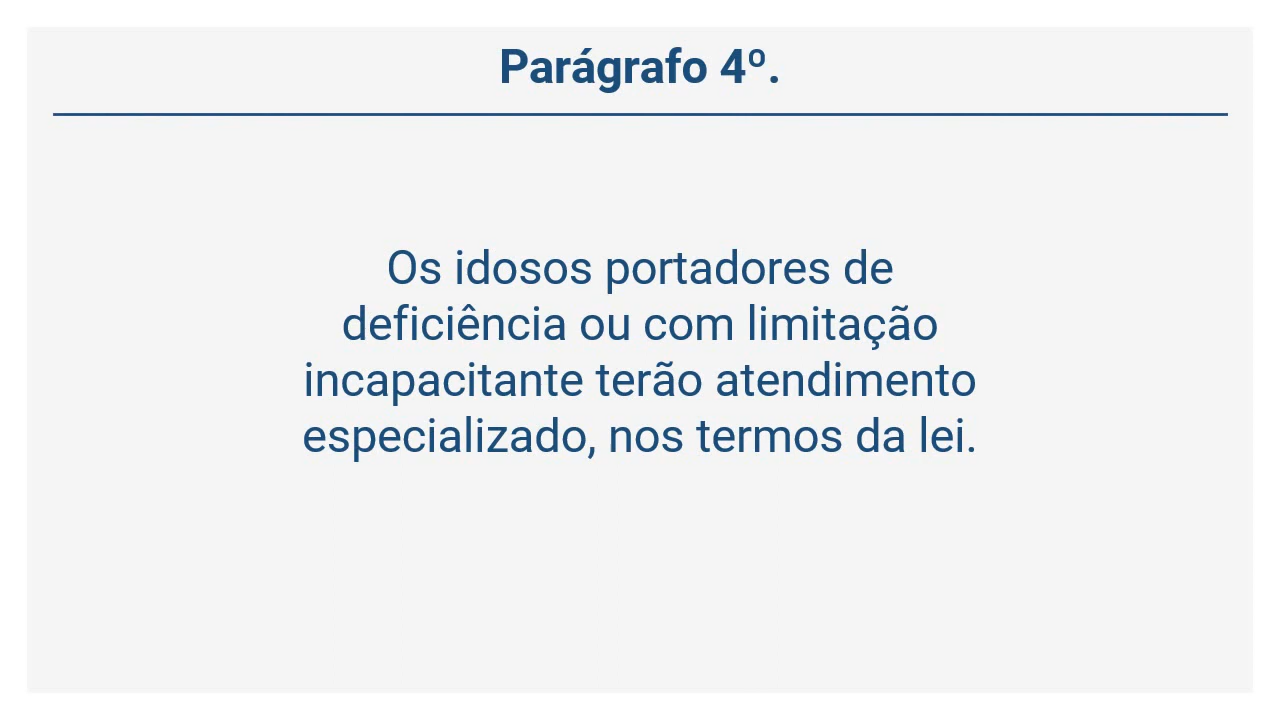 Parágrafo 4º.
Os idosos portadores de
deficiência ou com limitação
incapacitante terão atendimento
especializado, nos termos da lei.